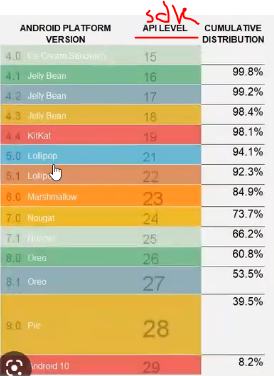 sdk
ANDROID PLATFORM VERSION API LEVEL CUMULATIVE DISTRIBUTION
4.0 Ice Cream Sandwich 15
4.1 Jelly Bean 16 99.8%
4.2 Jelly Bean 17 99.2%
4.3 Jelly Bean 18 98.4%
4.4 KitKat 19 98.1%
5.0 Lollipop 21 94.1%
5.1 Lollipop 22 92.3%
6.0 Marshmallow 23 84.9%
7.0 Nougat 24 73.7%
7.1 Nougat 25 66.2%
8.0 Oreo 26 60.8%
8.1 Oreo 27 53.5%
9.0 Pie 28 39.5%
Android 10 29 8.2%